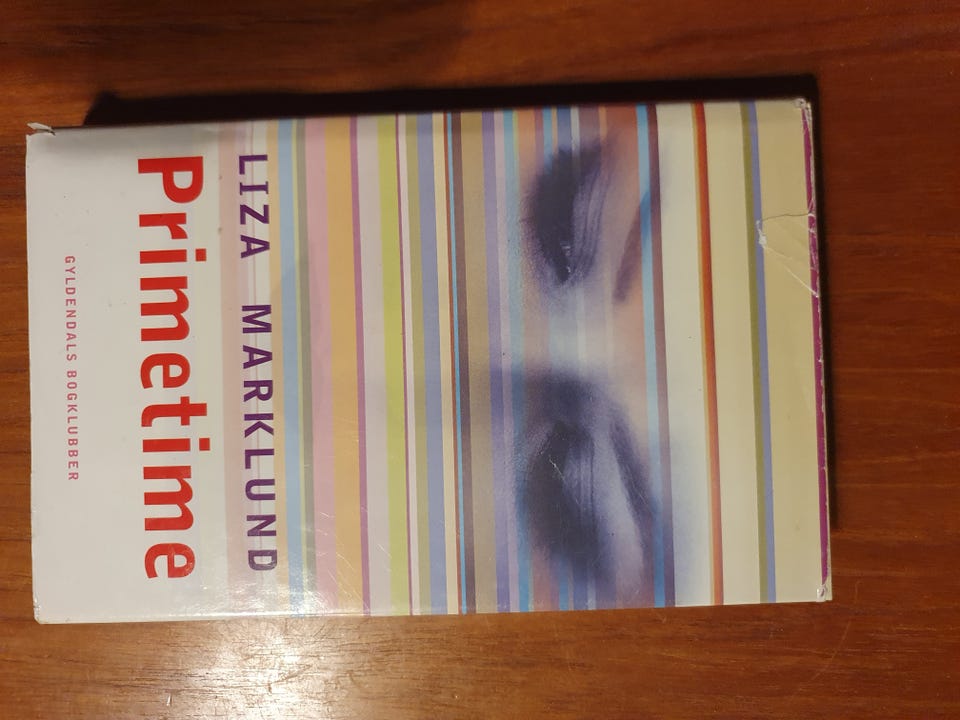 LIZA MARKLUND
Primetime
GYLDENDALS BOGKLUBBER